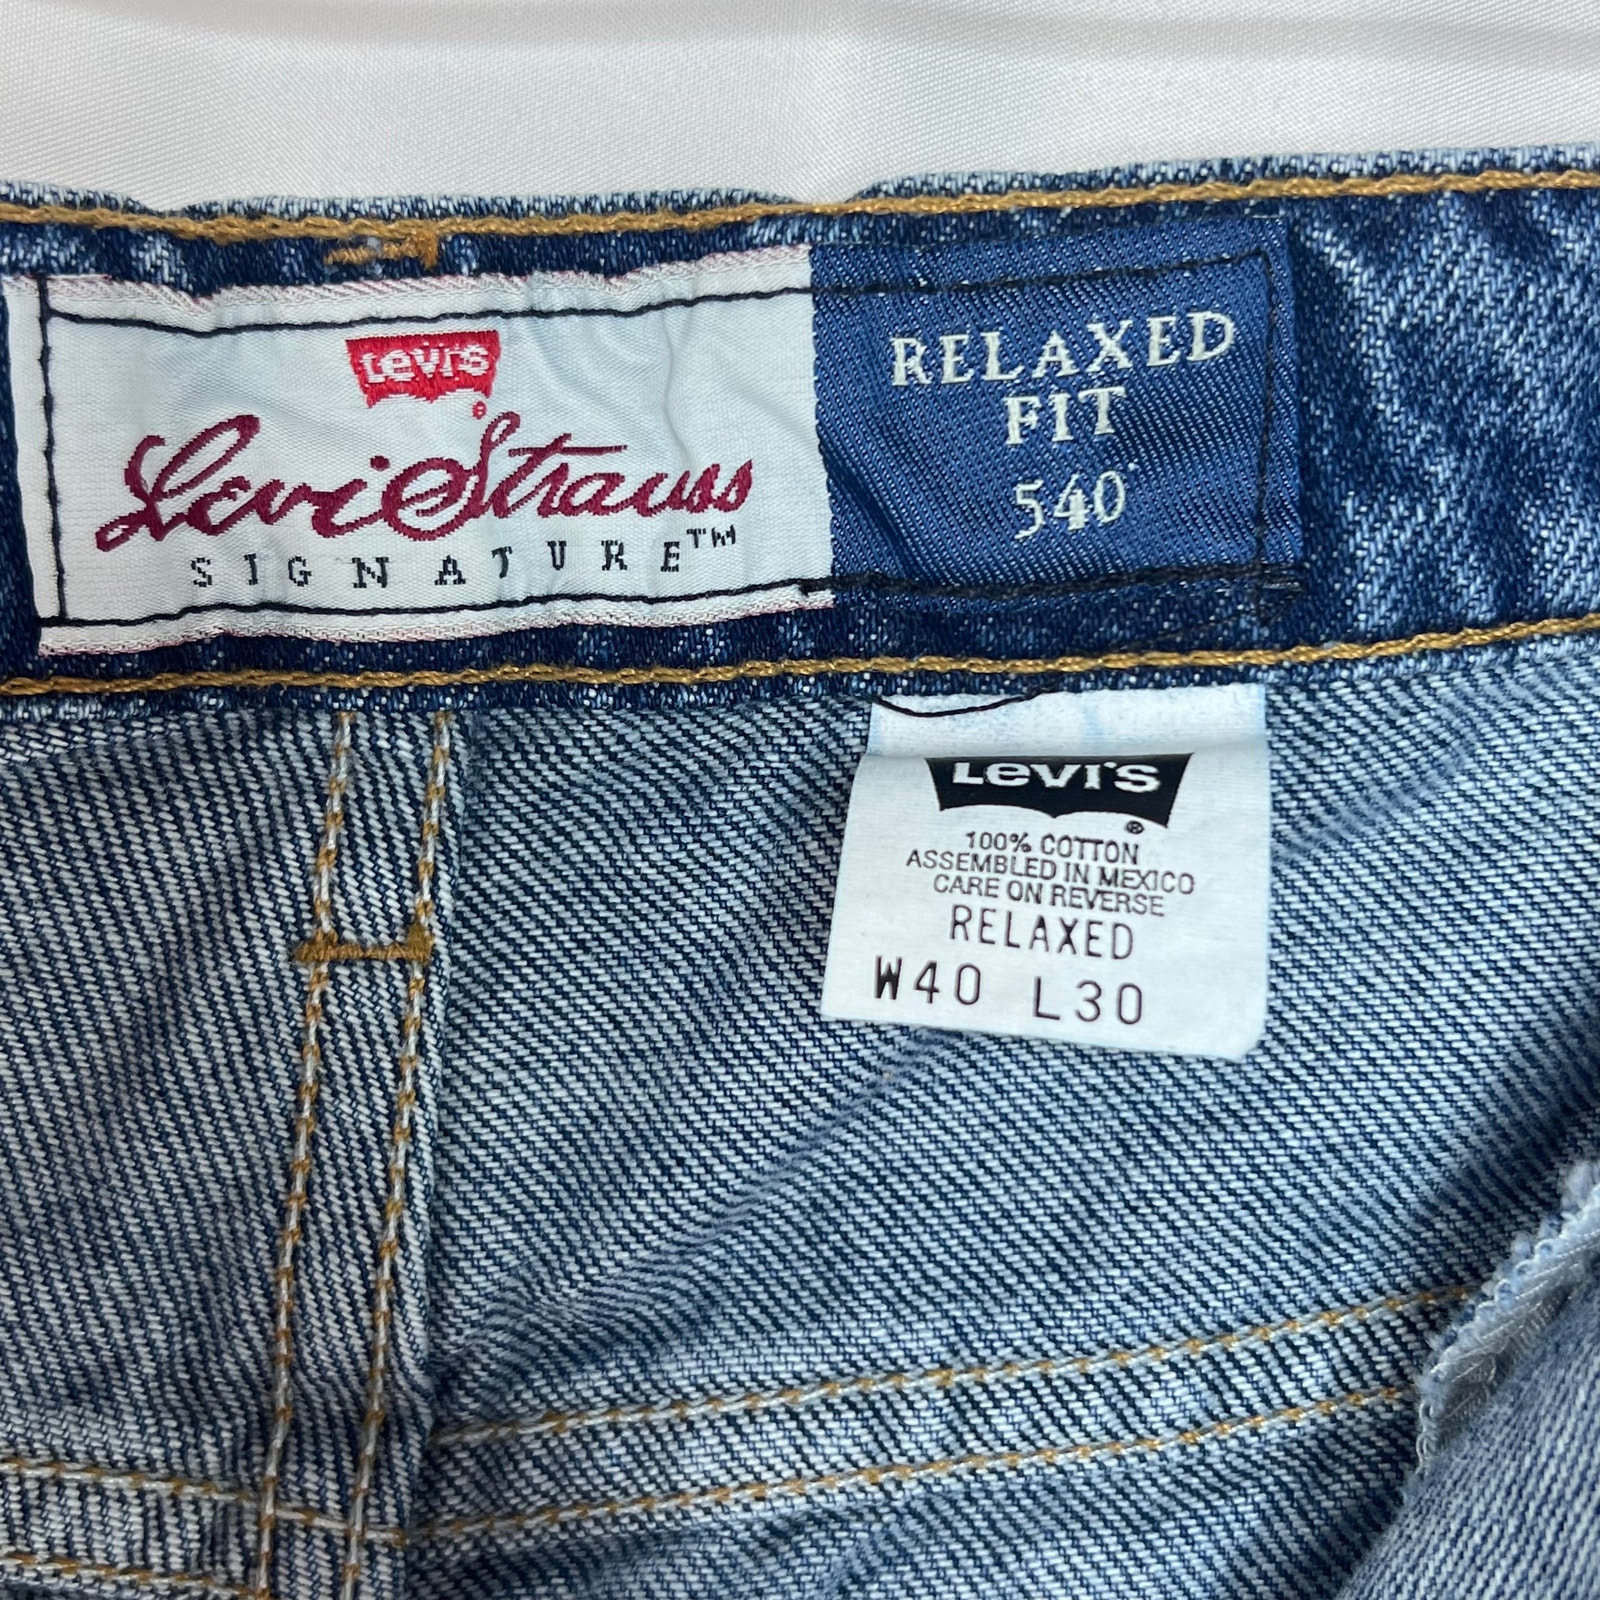 Levi's
®
Levi Strauss
SIGNATURE™
RELAXED
FIT
540
Levi's
®
100% COTTON
ASSEMBLED IN MEXICO
CARE ON REVERSE
RELAXED
W40 L30